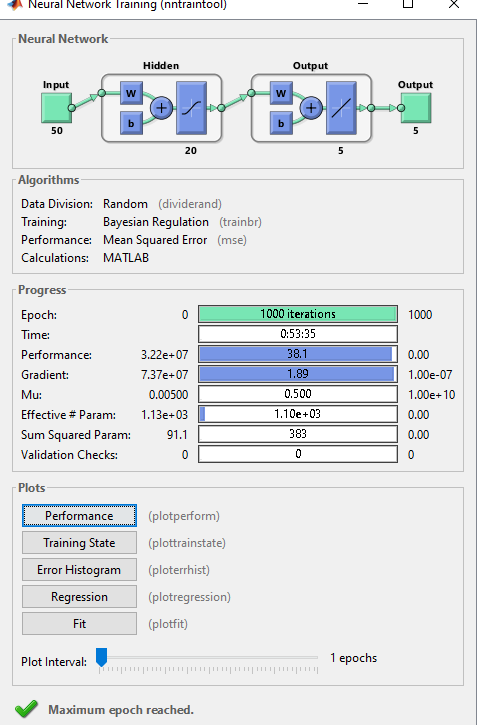 Neural Network Training (nntraintool)
Neural Network
Hidden Output
Input Output
W W
b b
50 5
20 5
Algorithms
Data Division: Random (dividerand)
Training: Bayesian Regulation (trainbr)
Performance: Mean Squared Error (mse)
Calculations: MATLAB
Progress
Epoch: 0 1000 iterations 1000
Time: 0:53:35
Performance: 3.22e+07 38.1 0.00
Gradient: 7.37e+07 1.89 1.00e-07
Mu: 0.00500 0.500 1.00e+10
Effective # Param: 1.13e+03 1.10e+03 0.00
Sum Squared Param: 91.1 383 0.00
Validation Checks: 0 0 0
Plots
Performance (plotperform)
Training State (plottrainstate)
Error Histogram (ploterrhist)
Regression (plotregression)
Fit (plotfit)
Plot Interval: 1 epochs
Maximum epoch reached.